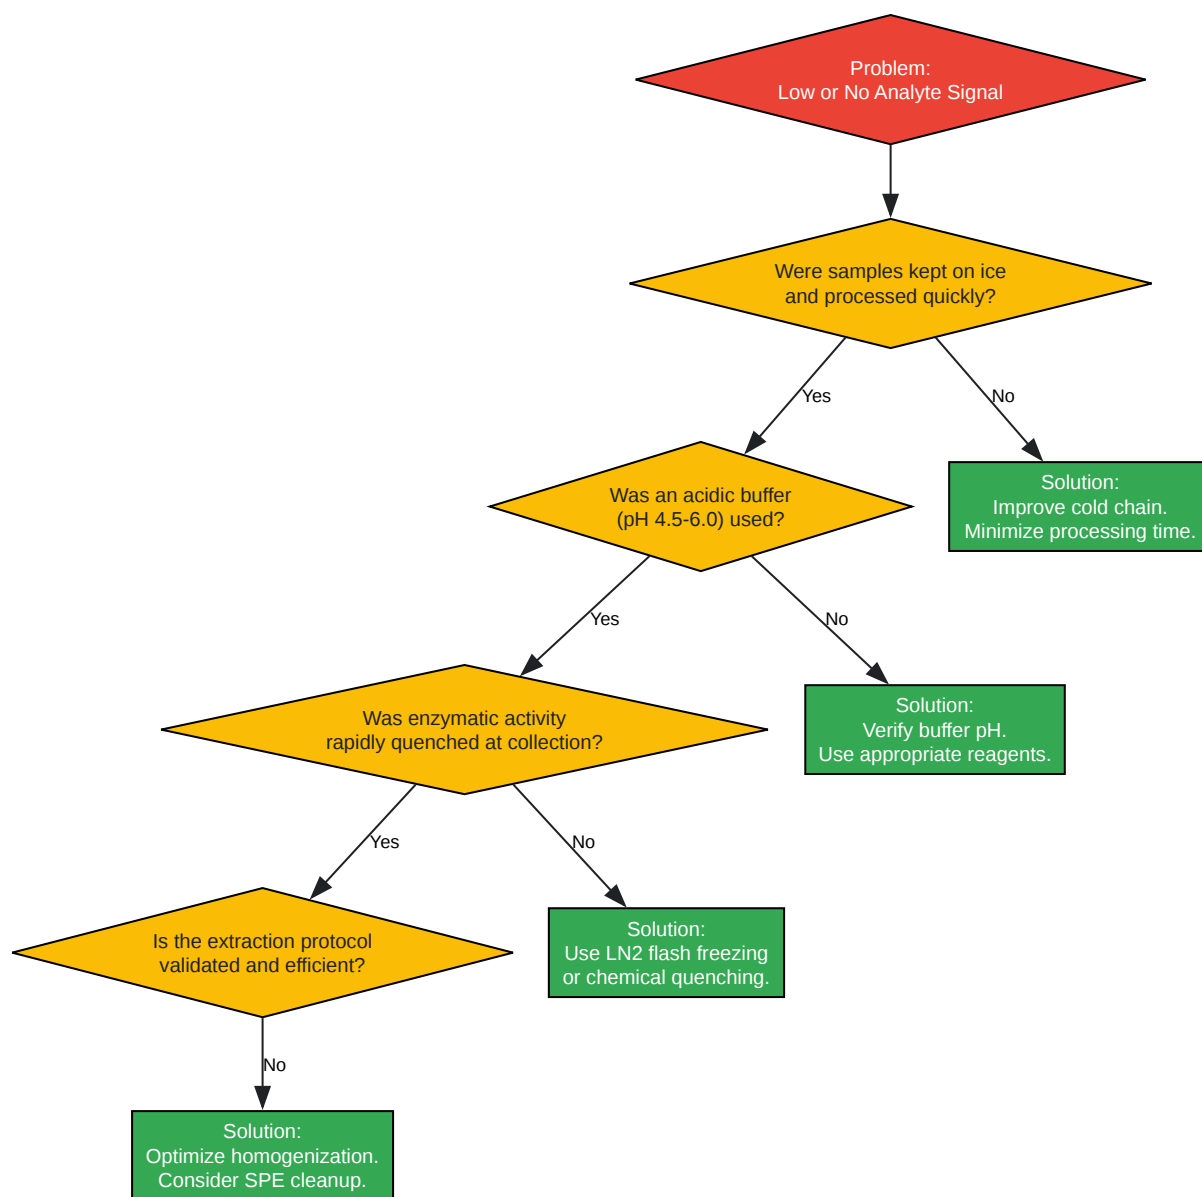 Problem:
Low or No Analyte Signal
Were samples kept on ice
and processed quickly?
Yes
No
Was an acidic buffer
(pH 4.5-6.0) used?
Solution:
Improve cold chain.
Minimize processing time.
Yes
No
Was enzymatic activity
rapidly quenched at collection?
Solution:
Verify buffer pH.
Use appropriate reagents.
Yes
No
Is the extraction protocol
validated and efficient?
Solution:
Use LN2 flash freezing
or chemical quenching.
No
Solution:
Optimize homogenization.
Consider SPE cleanup.